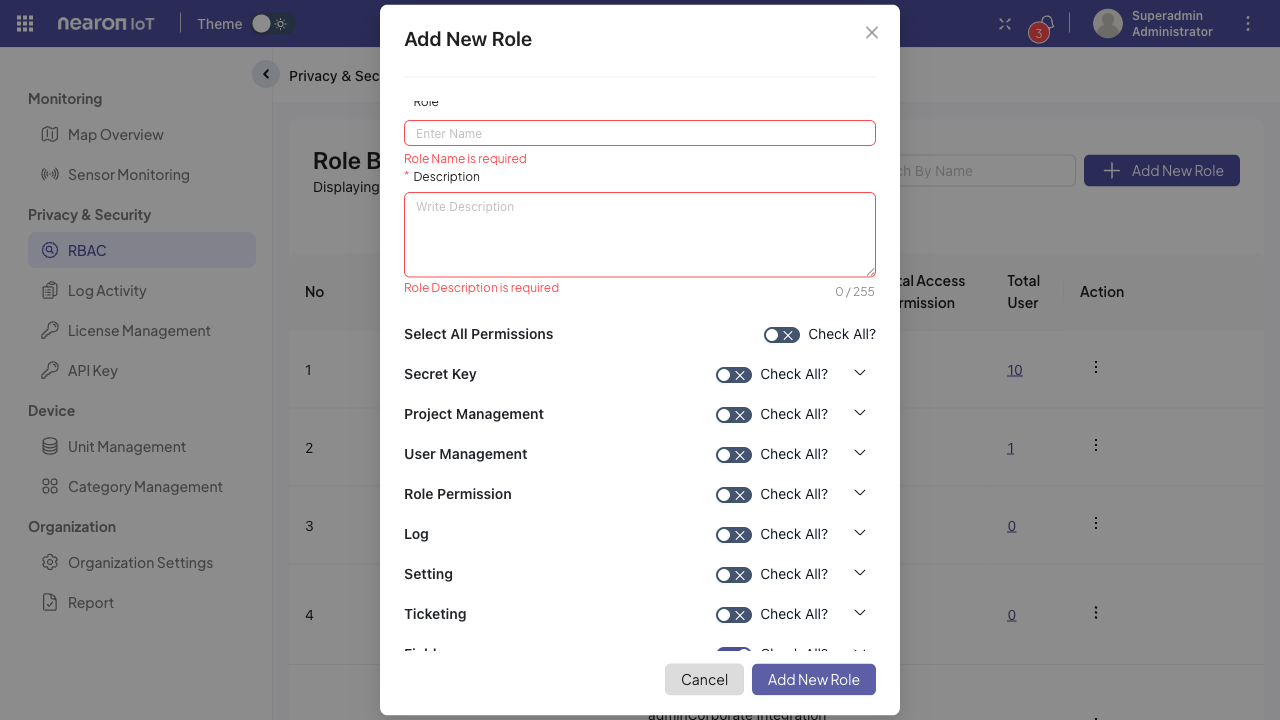 nearon IoT
Theme
3
Superadmin
Administrator
Add New Role
Monitoring
Map Overview
Sensor Monitoring
Privacy & Security
RBAC
Log Activity
License Management
API Key
Device
Unit Management
Category Management
Organization
Organization Settings
Report
Privacy & Sec
Role B
Displaying
ch By Name
Add New Role
No
al Access
mission
Total
User
Action
1
10
2
1
3
0
4
0
Role
Enter Name
Role Name is required
* Description
Write Description
Role Description is required
0 / 255
Select All Permissions
Check All?
Secret Key
Check All?
Project Management
Check All?
User Management
Check All?
Role Permission
Check All?
Log
Check All?
Setting
Check All?
Ticketing
Check All?
Check All?
Cancel
Add New Role